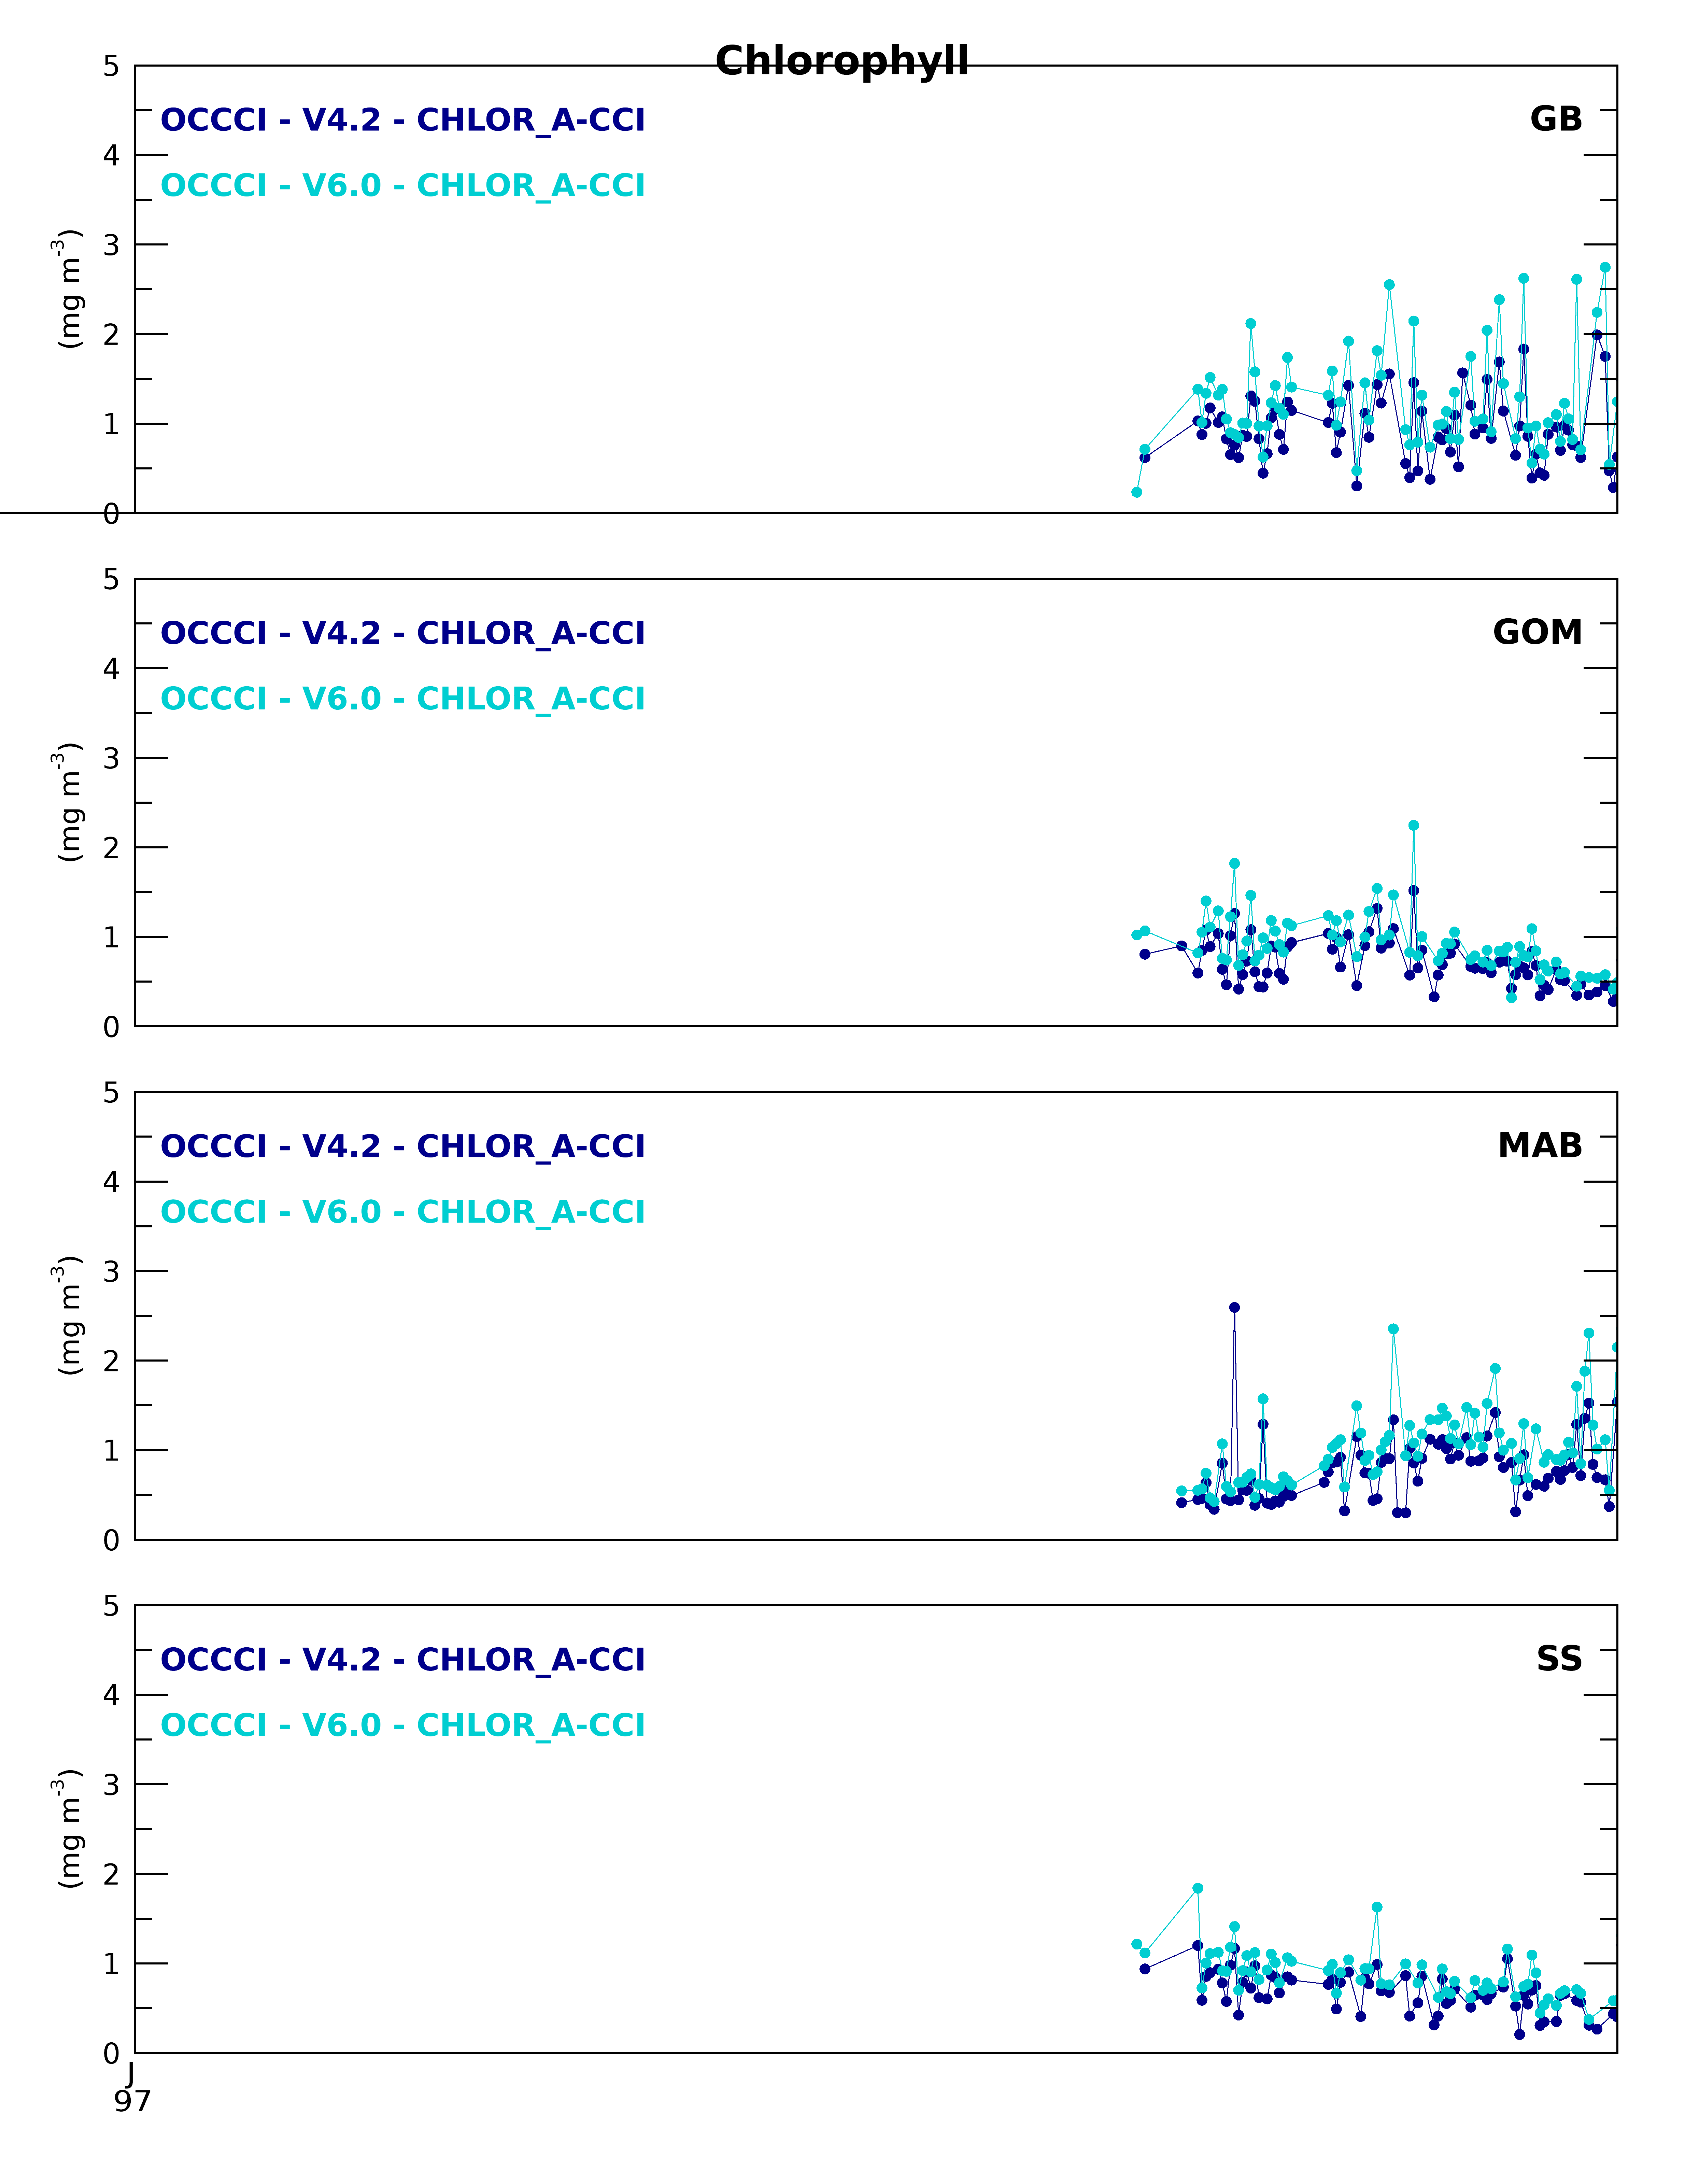 Chlorophyll
5
OCCCI - V4.2 - CHLOR_A-CCI
GB
4
OCCCI - V6.0 - CHLOR_A-CCI
3
(mg m-3)
2
1
0
5
OCCCI - V4.2 - CHLOR_A-CCI
GOM
4
OCCCI - V6.0 - CHLOR_A-CCI
3
(mg m-3)
2
1
0
5
OCCCI - V4.2 - CHLOR_A-CCI
MAB
4
OCCCI - V6.0 - CHLOR_A-CCI
3
(mg m-3)
2
1
0
5
OCCCI - V4.2 - CHLOR_A-CCI
SS
4
OCCCI - V6.0 - CHLOR_A-CCI
3
(mg m-3)
2
1
0
J
97